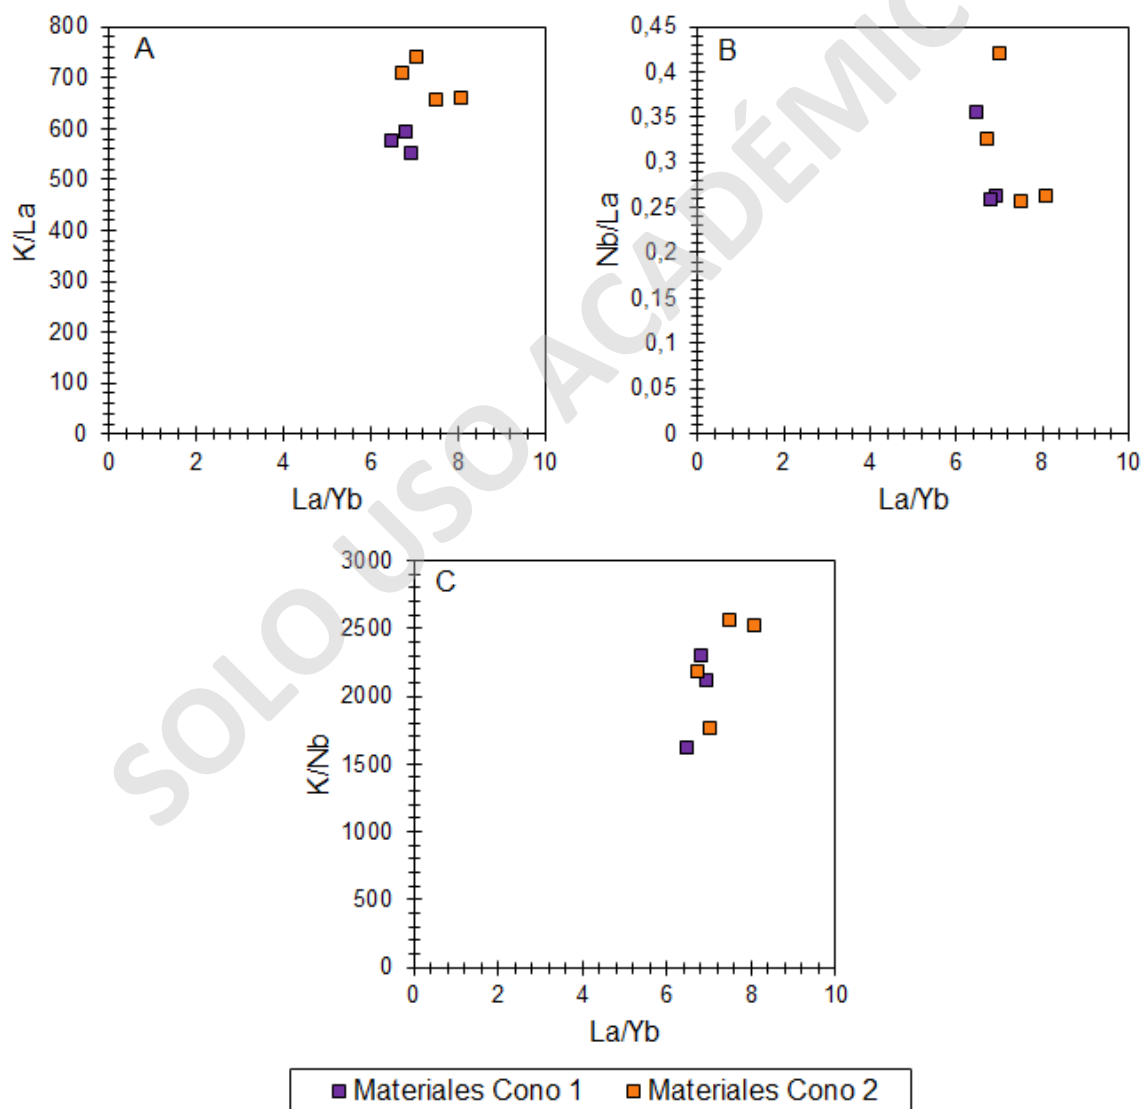 A
800
700
600
500
400
300
200
100
0
K/La
0 2 4 6 8 10
La/Yb
B
0,45
0,4
0,35
0,3
0,25
0,2
0,15
0,1
0,05
0
Nb/La
0 2 4 6 8 10
La/Yb
C
3000
2500
2000
1500
1000
500
0
K/Nb
0 2 4 6 8 10
La/Yb
Materiales Cono 1 Materiales Cono 2
SOLO USO ACADÉMIC